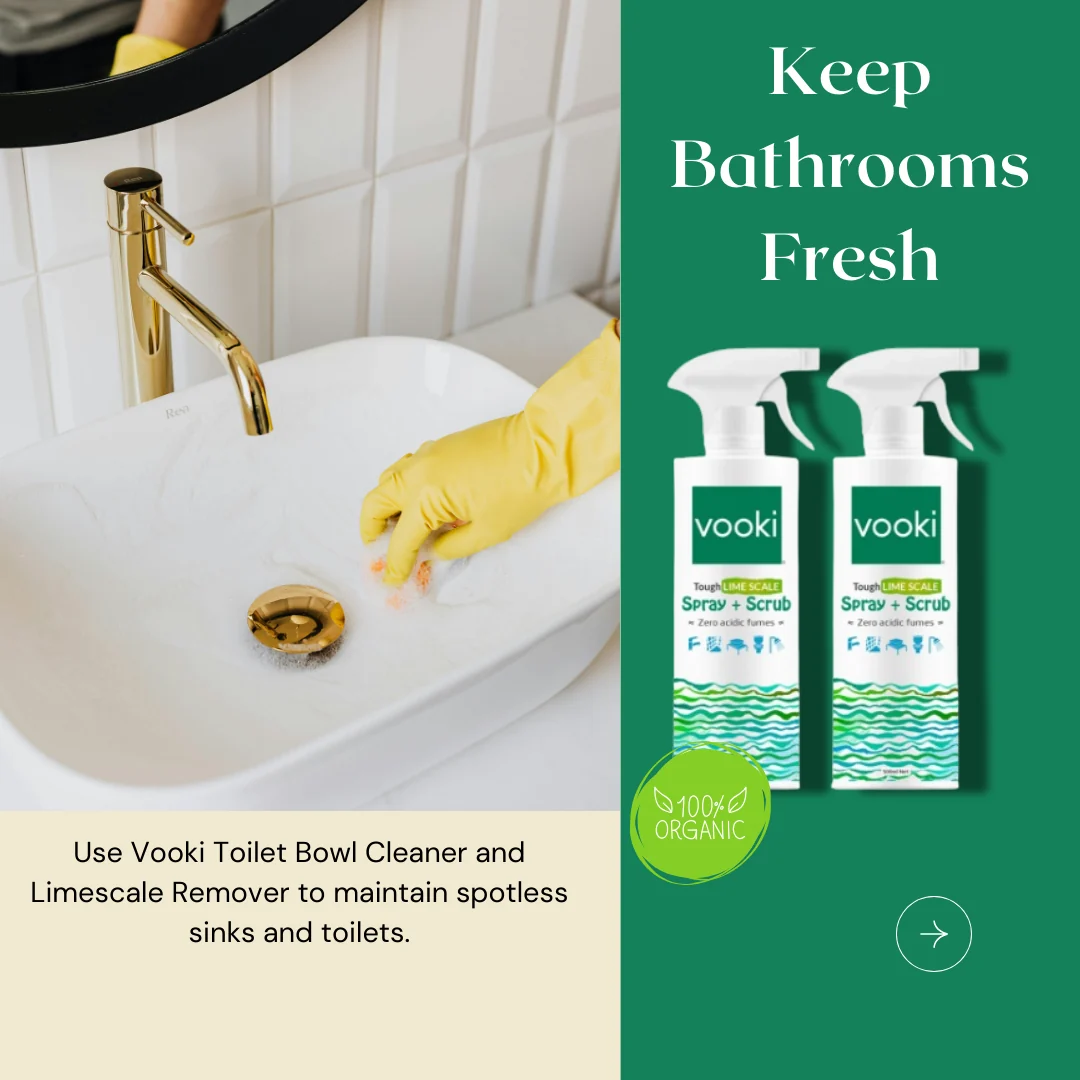 Keep
Bathrooms
Fresh
Reo
vooki
Tough LIME SCALE
Spray + Scrub
~ Zero acidic fumes ~
vooki
Tough LIME SCALE
Spray + Scrub
~ Zero acidic fumes ~
100%
ORGANIC
Use Vooki Toilet Bowl Cleaner and
Limescale Remover to maintain spotless
sinks and toilets.